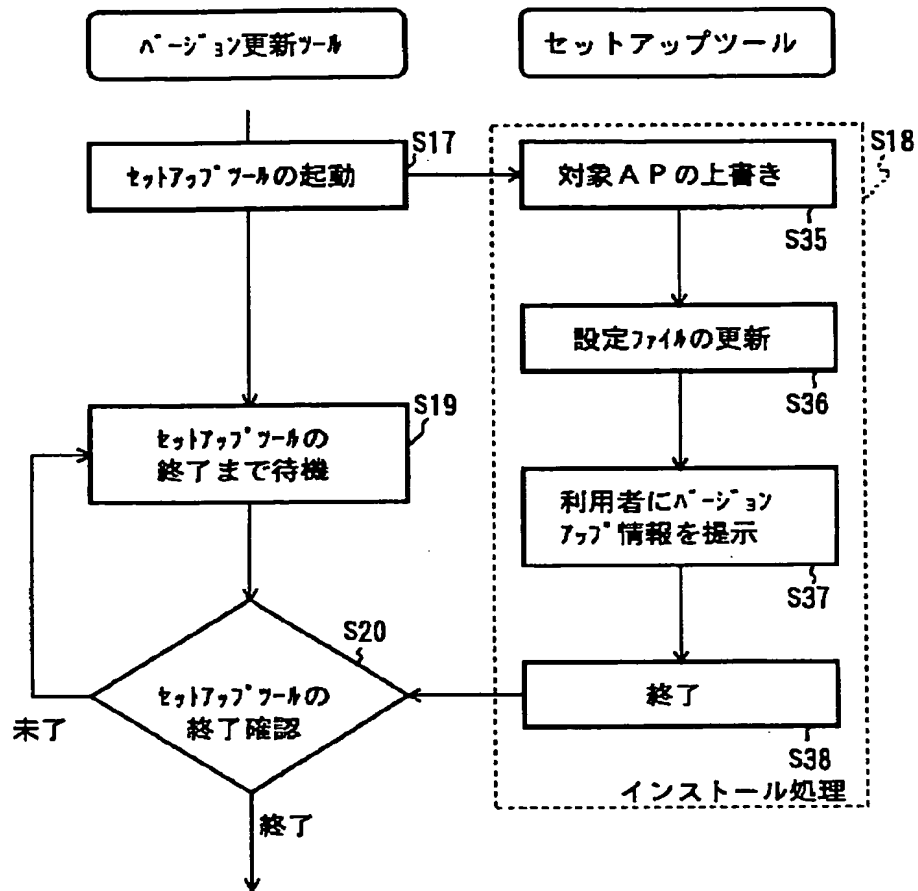 ﾊﾞｰｼﾞｮﾝ更新ﾂｰﾙ
セットアップツール
S17
ｾｯﾄｱｯﾌﾟﾂｰﾙの起動
S18
対象ＡＰの上書き
S35
設定ﾌｧｲﾙの更新
S36
S19
ｾｯﾄｱｯﾌﾟﾂｰﾙの
終了まで待機
利用者にﾊﾞｰｼﾞｮﾝ
ｱｯﾌﾟ情報を提示
S37
S20
ｾｯﾄｱｯﾌﾟﾂｰﾙの
終了確認
未了
終了
S38
インストール処理
終了